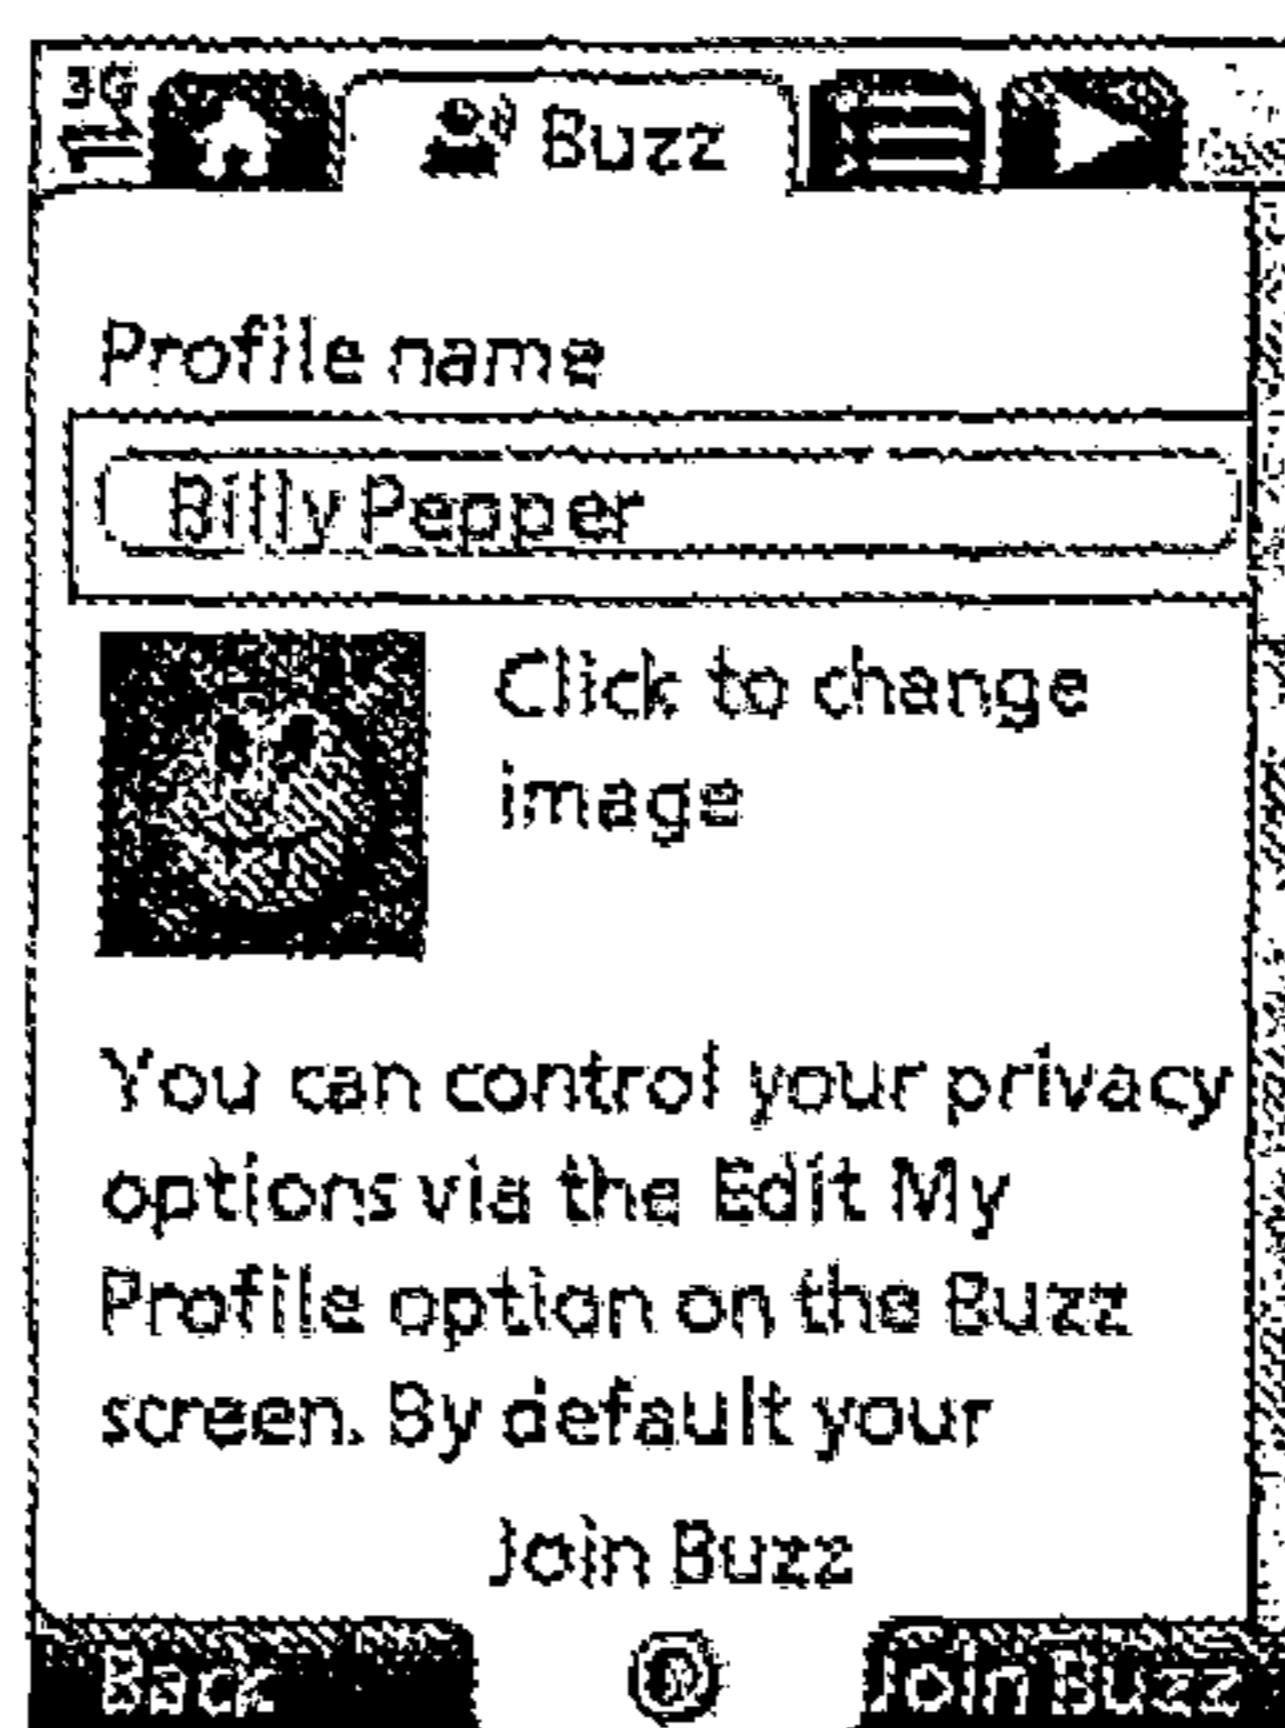 3G
Buzz
Profile name
Billy Pepper
Click to change
image
You can control your privacy
options via the Edit My
Profile option on the Buzz
screen. By default your
Join Buzz
Back Join Buzz